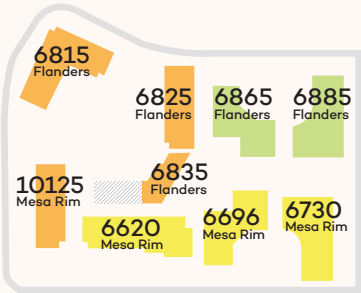 6815
Flanders
6825
Flanders
6865
Flanders
6885
Flanders
10125
Mesa Rim
6835
Flanders
6620
Mesa Rim
6696
Mesa Rim
6730
Mesa Rim